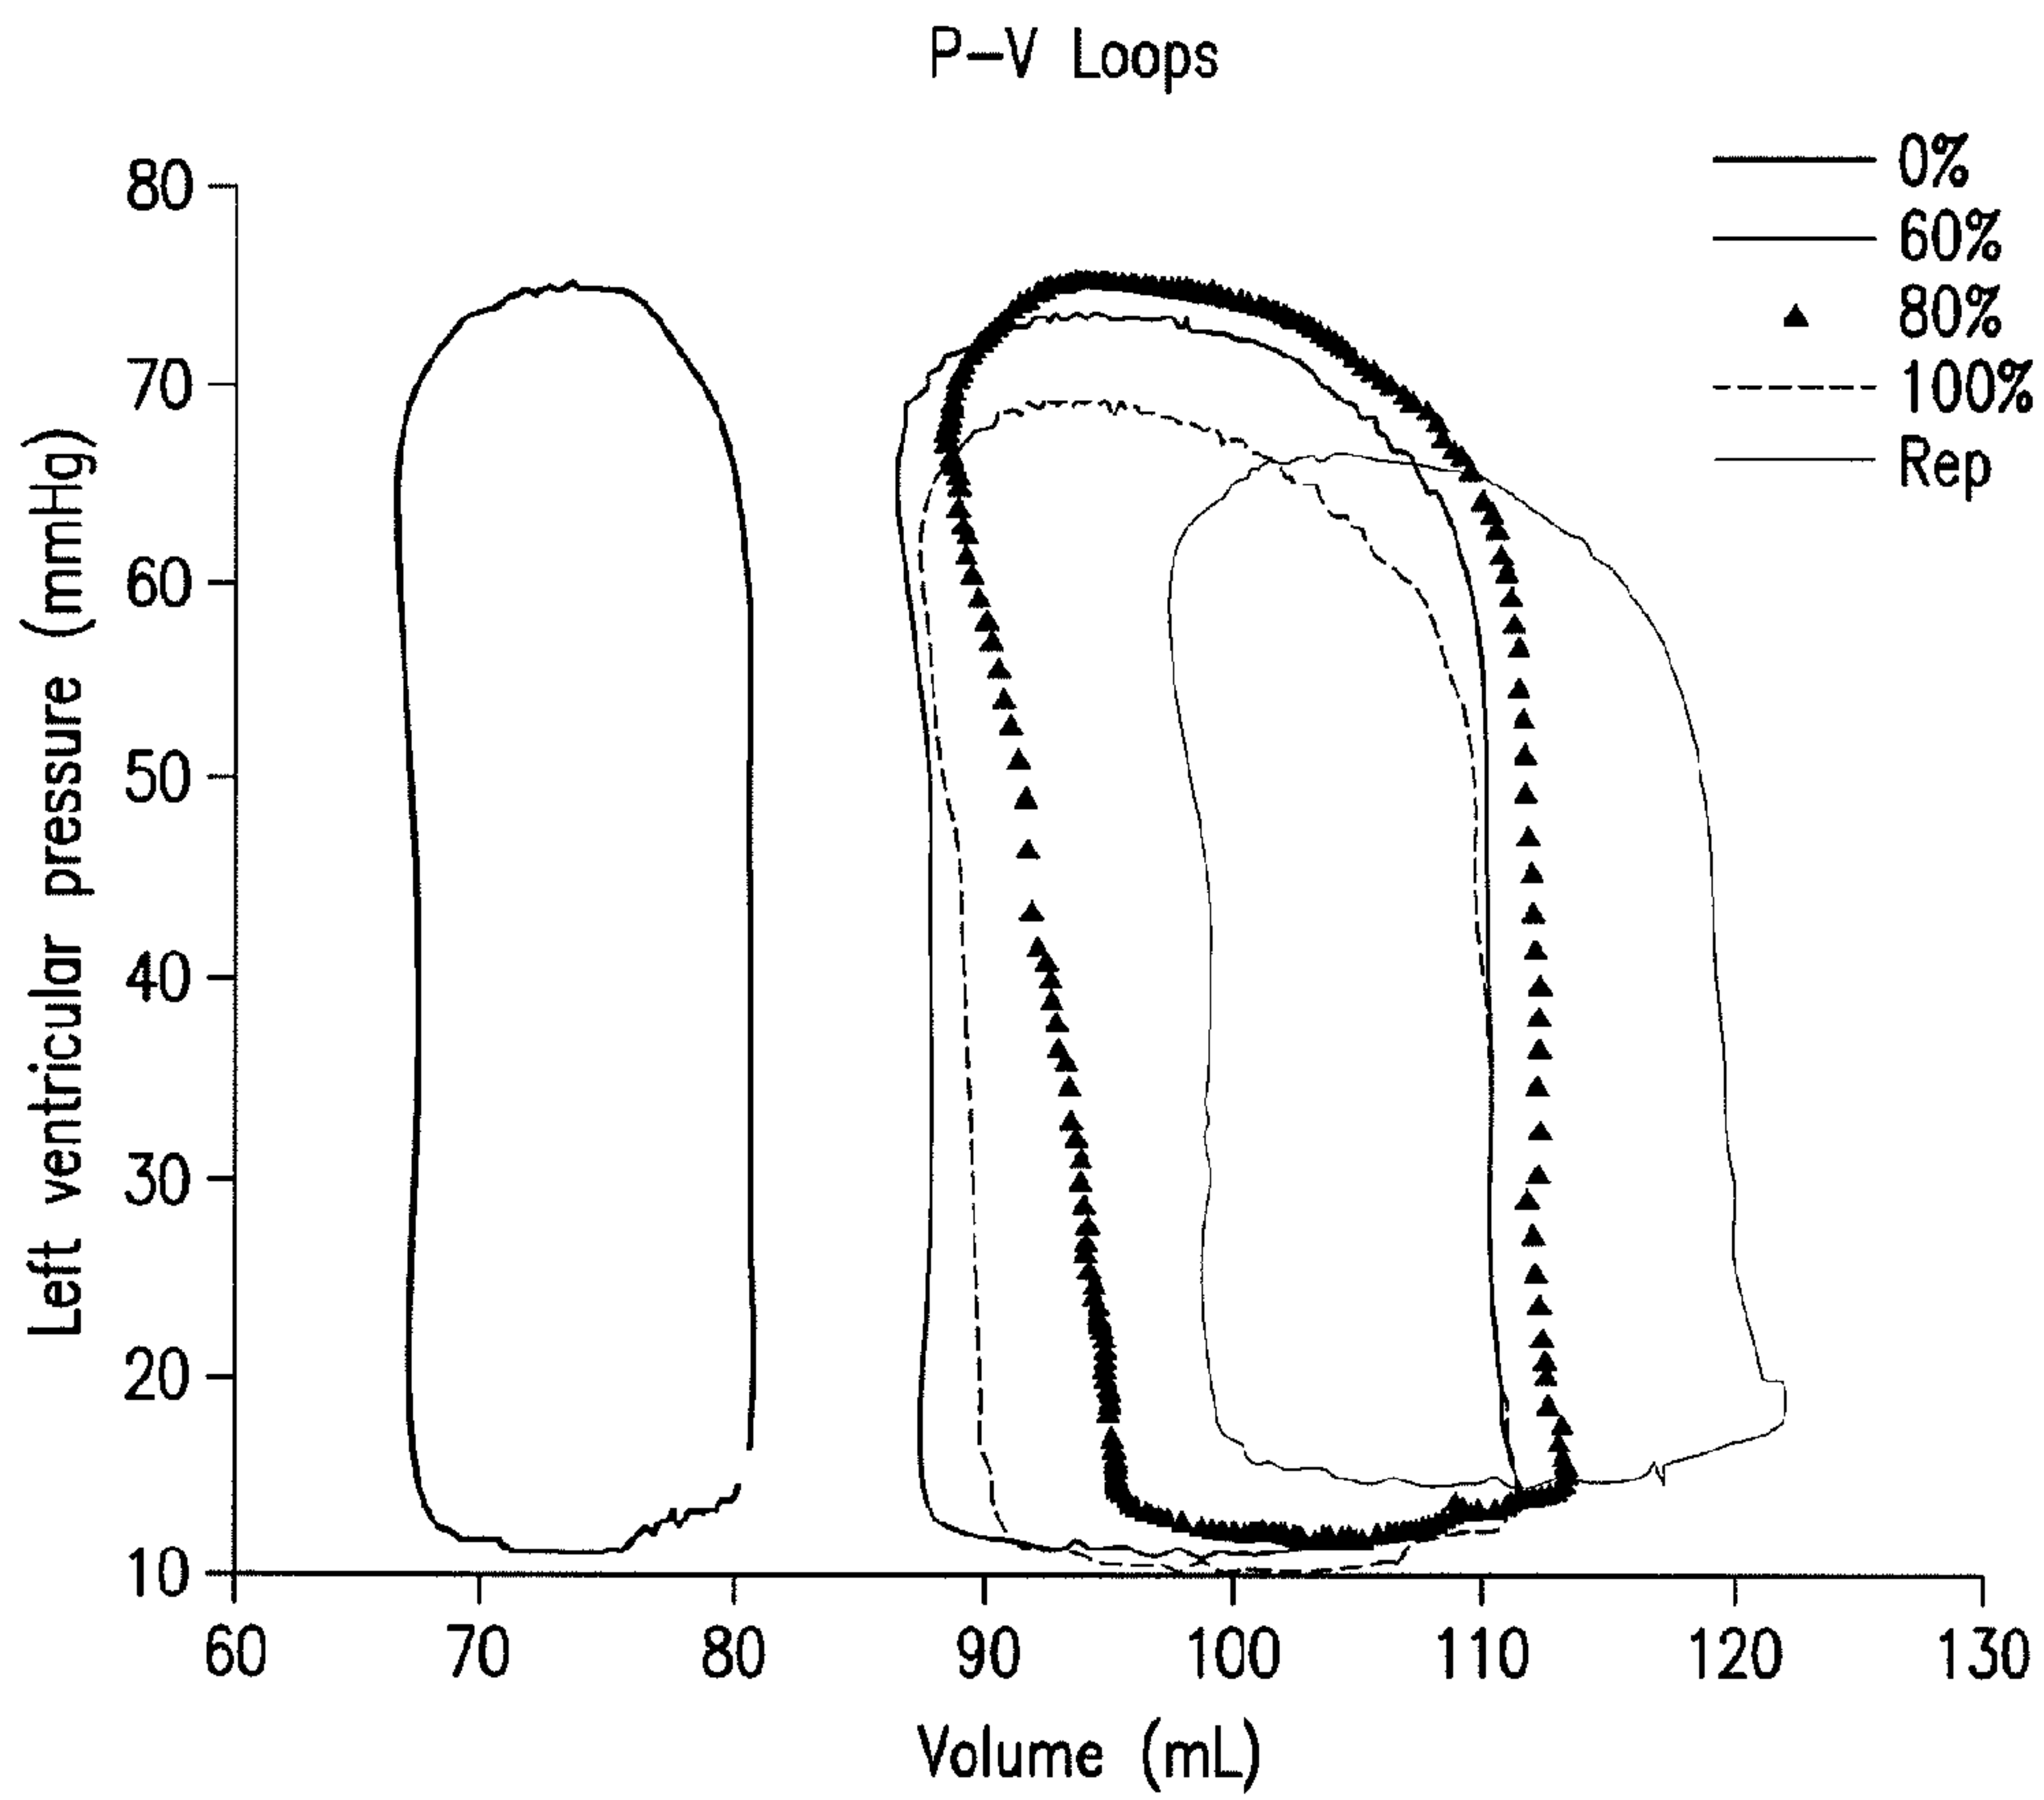 P-V Loops
0%
60%
80%
100%
Rep
Left ventricular pressure (mmHg)
80
70
60
50
40
30
20
10
60 70 80 90 100 110 120 130
Volume (mL)